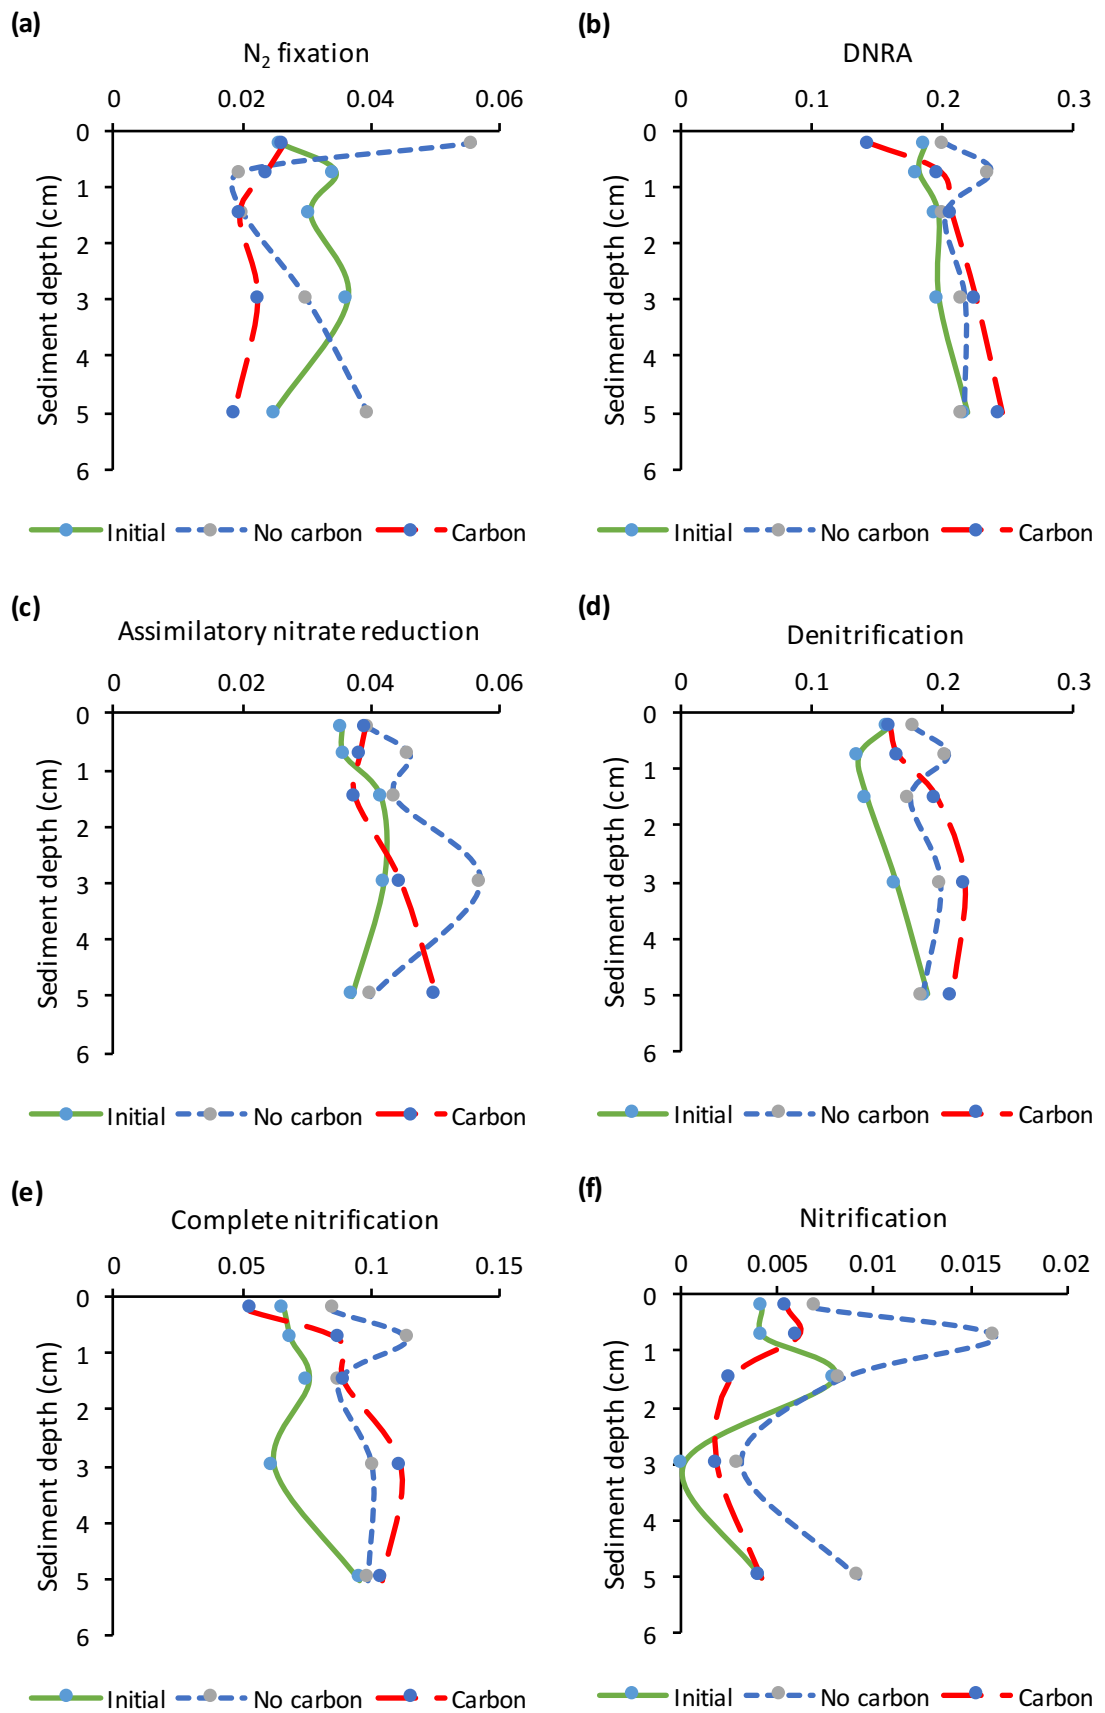 (a)
N2 fixation
0 0.02 0.04 0.06
0
1
2
3
4
5
6
Sediment depth (cm)
Initial No carbon Carbon
(b)
DNRA
0 0.1 0.2 0.3
0
1
2
3
4
5
6
Sediment depth (cm)
Initial No carbon Carbon
(c)
Assimilatory nitrate reduction
0 0.02 0.04 0.06
0
1
2
3
4
5
6
Sediment depth (cm)
Initial No carbon Carbon
(d)
Denitrification
0 0.1 0.2 0.3
0
1
2
3
4
5
6
Sediment depth (cm)
Initial No carbon Carbon
(e)
Complete nitrification
0 0.05 0.1 0.15
0
1
2
3
4
5
6
Sediment depth (cm)
Initial No carbon Carbon
(f)
Nitrification
0 0.005 0.01 0.015 0.02
0
1
2
3
4
5
6
Sediment depth (cm)
Initial No carbon Carbon